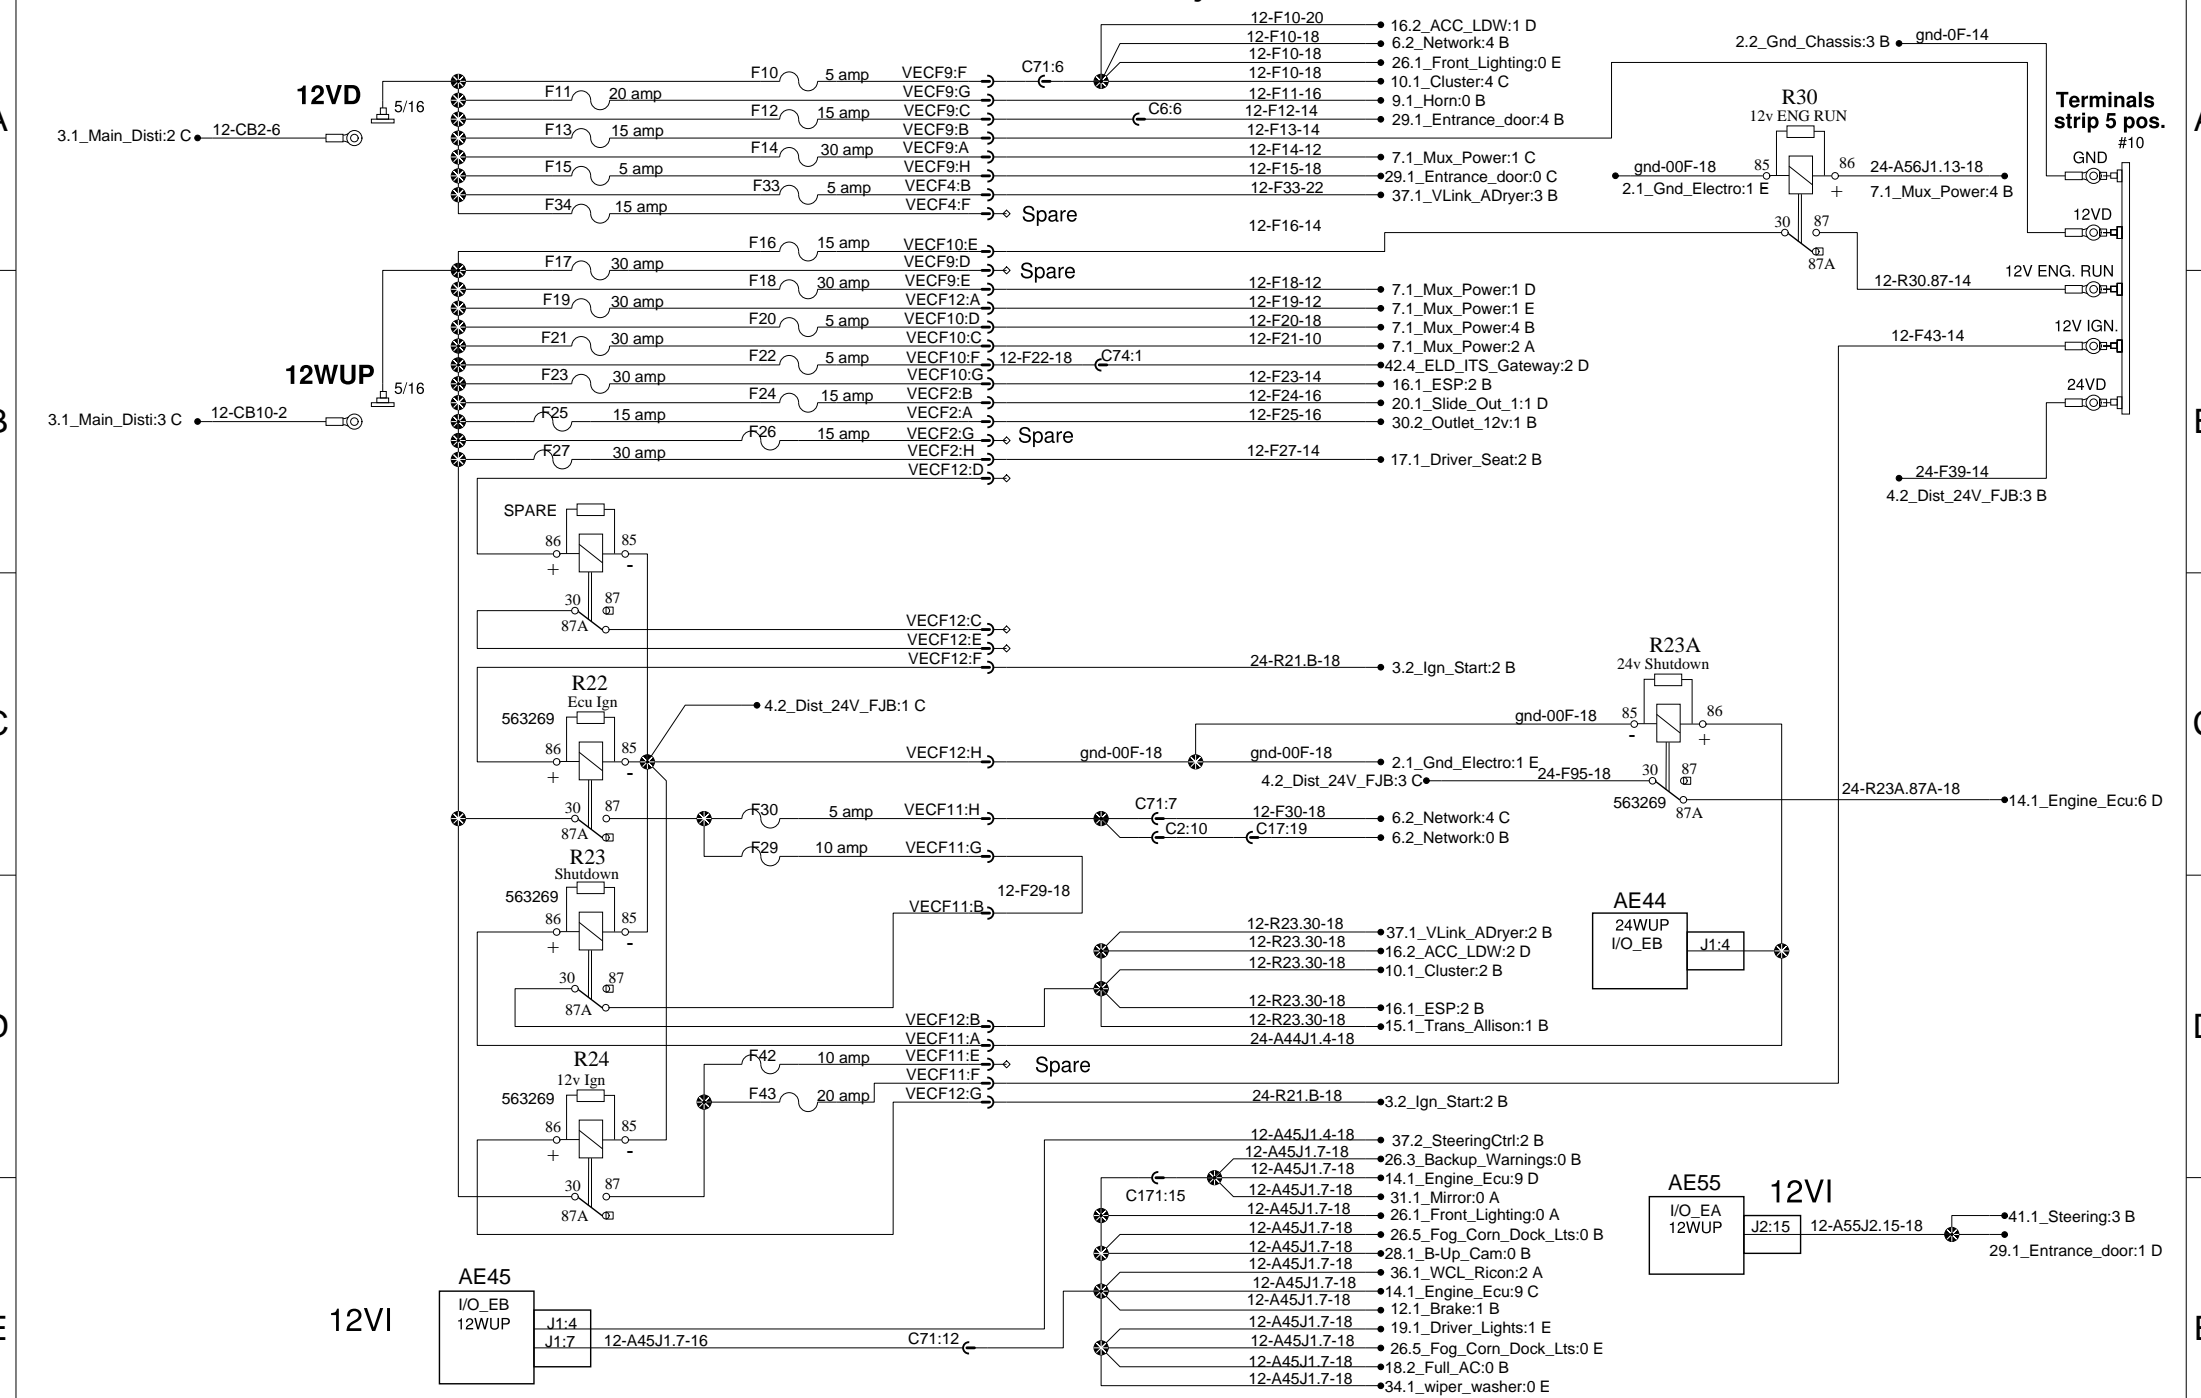 12VD
5/16
3.1_Main_Disti:2 C
12-CB2-6
F10 5 amp VECF9:F C71:6
12-F10-20 16.2_ACC_LDW:1 D
12-F10-18 6.2_Network:4 B
12-F10-18 26.1_Front_Lighting:0 E
12-F10-18 10.1_Cluster:4 C
F11 20 amp VECF9:G 12-F11-16 9.1_Horn:0 B
F12 15 amp VECF9:C C6:6 12-F12-14 29.1_Entrance_door:4 B
F13 15 amp VECF9:B 12-F13-14
F14 30 amp VECF9:A 12-F14-12 7.1_Mux_Power:1 C
F15 5 amp VECF9:H 12-F15-18 29.1_Entrance_door:0 C
F33 5 amp VECF4:B 12-F33-22 37.1_VLink_ADryer:3 B
F34 15 amp VECF4:F Spare
2.2_Gnd_Chassis:3 B gnd-0F-14
R30
12v ENG RUN
gnd-00F-18 85 86 24-A56J1.13-18
2.1_Gnd_Electro:1 E + 7.1_Mux_Power:4 B
30 87
87A
Terminals
strip 5 pos.
#10
GND
12VD
12V ENG. RUN
12-R30.87-14
12V IGN.
12-F43-14
24VD
24-F39-14
4.2_Dist_24V_FJB:3 B
12WUP
5/16
3.1_Main_Disti:3 C
12-CB10-2
F16 15 amp VECF10:E 12-F16-14
F17 30 amp VECF9:D Spare
F18 30 amp VECF9:E 12-F18-12 7.1_Mux_Power:1 D
F19 30 amp VECF12:A 12-F19-12 7.1_Mux_Power:1 E
F20 5 amp VECF10:D 12-F20-18 7.1_Mux_Power:4 B
F21 30 amp VECF10:C 12-F21-10 7.1_Mux_Power:2 A
F22 5 amp VECF10:F 12-F22-18 C74:1 42.4_ELD_ITS_Gateway:2 D
F23 30 amp VECF10:G 12-F23-14 16.1_ESP:2 B
F24 15 amp VECF2:B 12-F24-16 20.1_Slide_Out_1:1 D
F25 15 amp VECF2:A 12-F25-16 30.2_Outlet_12v:1 B
F26 15 amp VECF2:G Spare
F27 30 amp VECF2:H 12-F27-14 17.1_Driver_Seat:2 B
VECF12:D
SPARE
86 85
+ -
30 87
87A
VECF12:C
VECF12:E
VECF12:F 24-R21.B-18 3.2_Ign_Start:2 B
R22
Ecu Ign
563269
4.2_Dist_24V_FJB:1 C
86 85
+ -
VECF12:H gnd-00F-18 gnd-00F-18 2.1_Gnd_Electro:1 E
30 87
87A
F30 5 amp VECF11:H C71:7 12-F30-18 6.2_Network:4 C
C2:10 C17:19 6.2_Network:0 B
F29 10 amp VECF11:G
12-F29-18
VECF11:B
R23A
24v Shutdown
gnd-00F-18 85 86
- +
4.2_Dist_24V_FJB:3 C 24-F95-18 30 87
563269 87A
24-R23A.87A-18 14.1_Engine_Ecu:6 D
R23
Shutdown
563269
86 85
+ -
30 87
87A
12-R23.30-18 37.1_VLink_ADryer:2 B
12-R23.30-18 16.2_ACC_LDW:2 D
12-R23.30-18 10.1_Cluster:2 B
12-R23.30-18 16.1_ESP:2 B
VECF12:B 12-R23.30-18 15.1_Trans_Allison:1 B
VECF11:A 24-A44J1.4-18
AE44
24WUP
I/O_EB
J1:4
R24
12v Ign
563269
86 85
+ -
30 87
87A
F42 10 amp VECF11:E Spare
VECF11:F
F43 20 amp VECF12:G 24-R21.B-18 3.2_Ign_Start:2 B
12-A45J1.4-18 37.2_SteeringCtrl:2 B
12-A45J1.7-18 26.3_Backup_Warnings:0 B
12-A45J1.7-18 14.1_Engine_Ecu:9 D
C171:15
12-A45J1.7-18 31.1_Mirror:0 A
12-A45J1.7-18 26.1_Front_Lighting:0 A
12-A45J1.7-18 26.5_Fog_Corn_Dock_Lts:0 B
12-A45J1.7-18 28.1_B-Up_Cam:0 B
12-A45J1.7-18 36.1_WCL_Ricon:2 A
12-A45J1.7-18 14.1_Engine_Ecu:9 C
12-A45J1.7-18 12.1_Brake:1 B
12-A45J1.7-18 19.1_Driver_Lights:1 E
12-A45J1.7-18 26.5_Fog_Corn_Dock_Lts:0 E
12-A45J1.7-18 18.2_Full_AC:0 B
12-A45J1.7-18 34.1_wiper_washer:0 E
AE55
12VI
I/O_EA
12WUP
J2:15
12-A55J2.15-18
41.1_Steering:3 B
29.1_Entrance_door:1 D
AE45
12VI
I/O_EB
12WUP
J1:4
J1:7
12-A45J1.7-16
C71:12